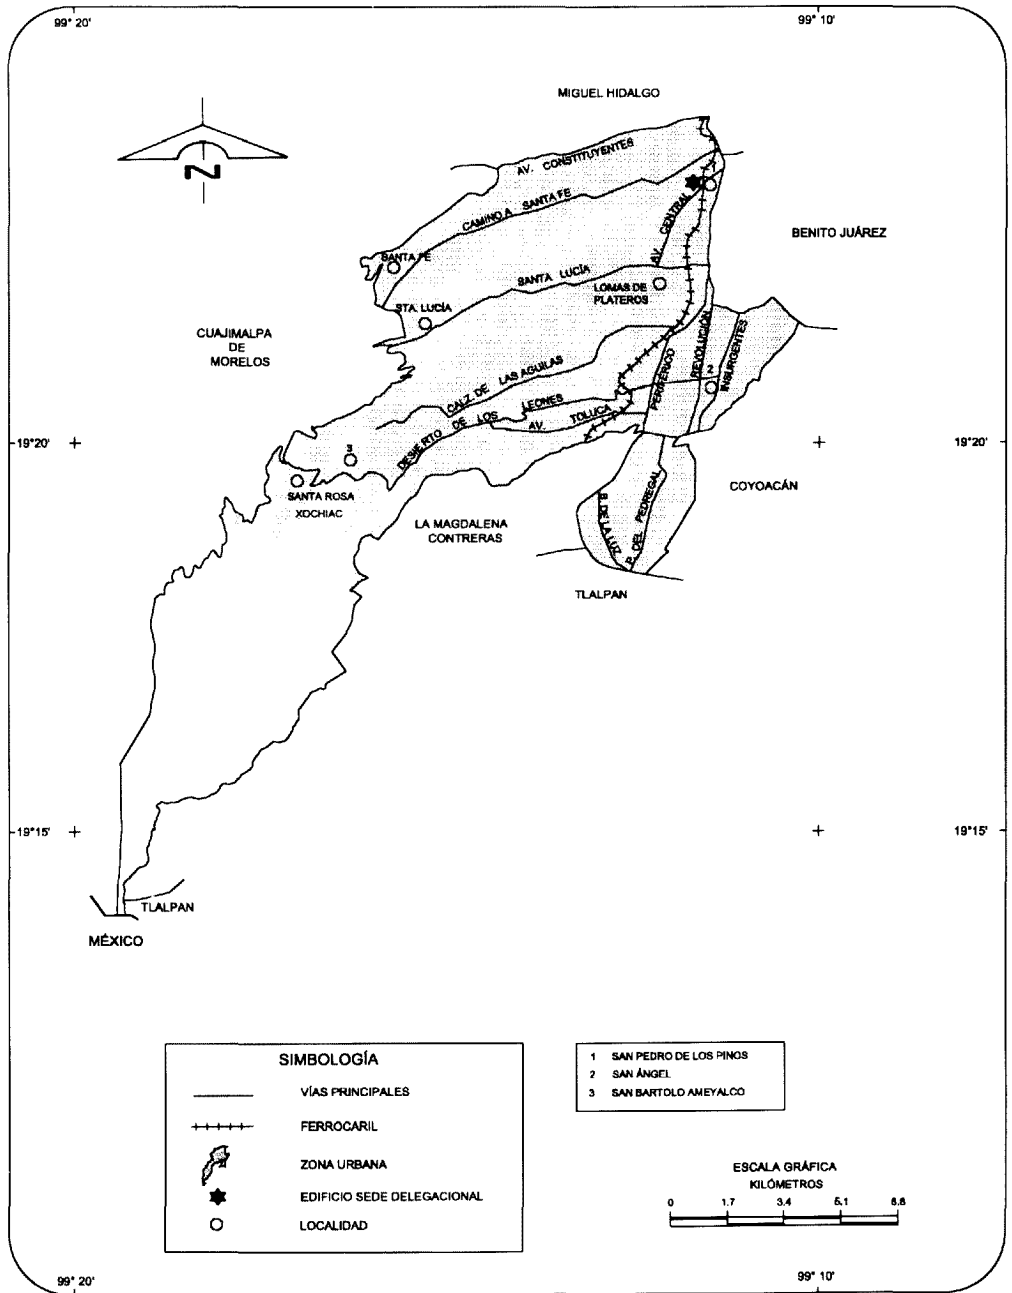 99° 20'
99° 10'
MIGUEL HIDALGO
N
AV. CONSTITUYENTES
CAMINO A SANTA FE
AV. CENTRAL
BENITO JUÁREZ
SANTA FE
SANTA LUCÍA
LOMAS DE
PLATEROS
STA. LUCÍA
CUAJIMALPA
DE
MORELOS
REVOLUCIÓN
INSURGENTES
PERIFÉRICO
2
CALZ. DE LAS AGUILAS
DESIERTO DE LOS LEONES
AV. TOLUCA
19°20'
19°20'
3
SANTA ROSA
XOCHIAC
COYOACÁN
LA MAGDALENA
CONTRERAS
B. DE LA LUZ
P. DEL PEDREGAL
TLALPAN
19°15'
19°15'
TLALPAN
MÉXICO
SIMBOLOGÍA
VÍAS PRINCIPALES
FERROCARIL
ZONA URBANA
EDIFICIO SEDE DELEGACIONAL
LOCALIDAD
1 SAN PEDRO DE LOS PINOS
2 SAN ÁNGEL
3 SAN BARTOLO AMEYALCO
ESCALA GRÁFICA
KILÓMETROS
0 1.7 3.4 5.1 6.8
99° 20'
99° 10'